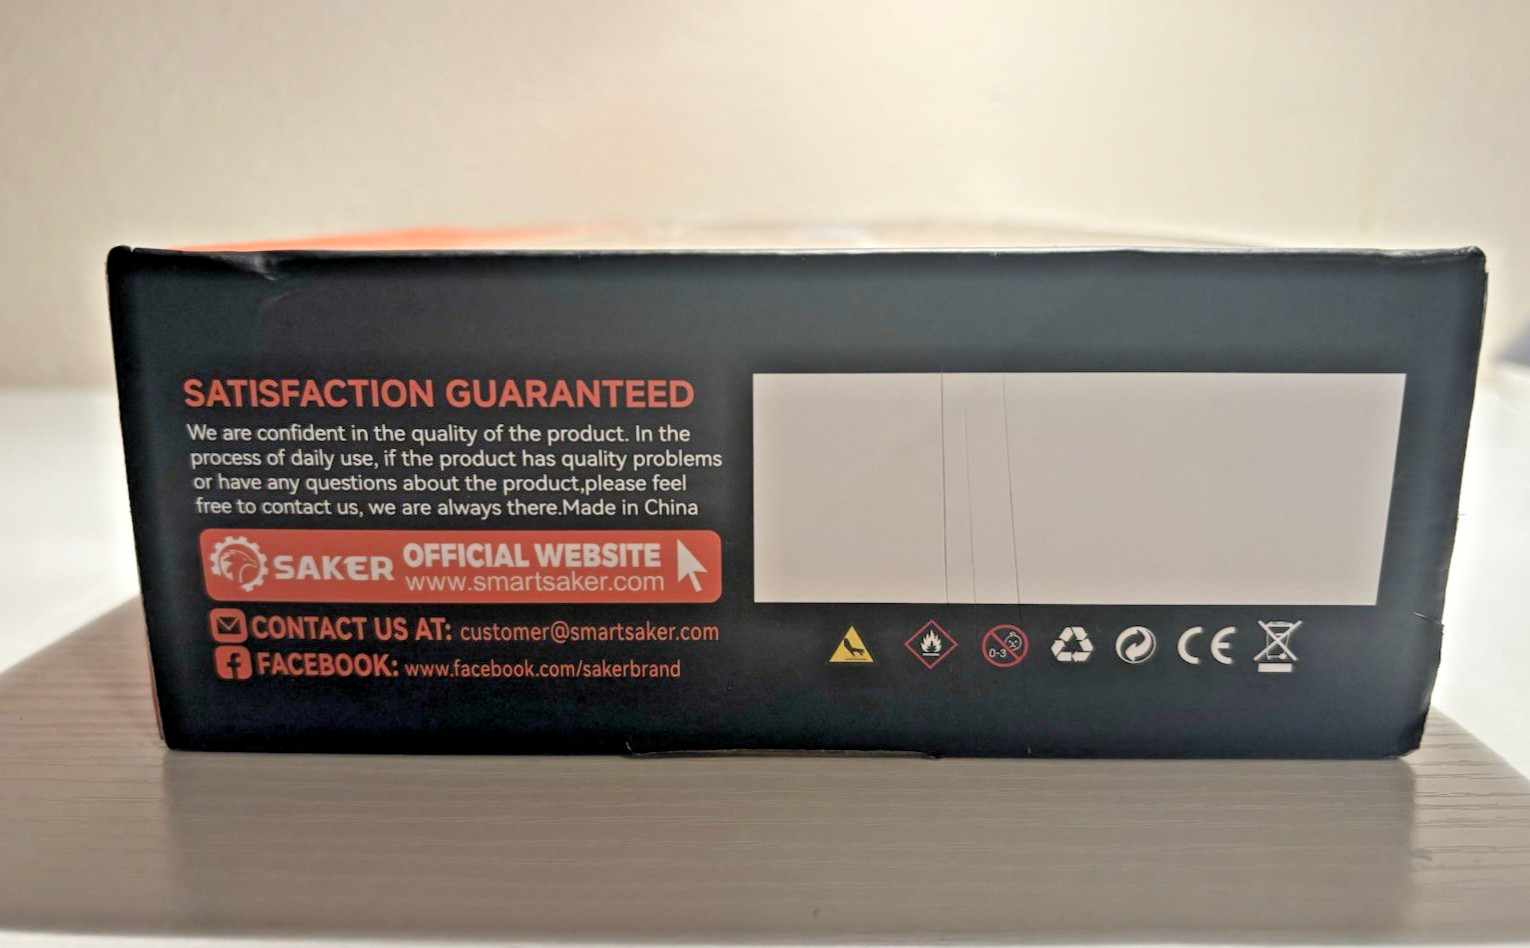 SATISFACTION GUARANTEED
We are confident in the quality of the product. In the
process of daily use, if the product has quality problems
or have any questions about the product,please feel
free to contact us, we are always there.Made in China
SAKER OFFICIAL WEBSITE
www.smartsaker.com
CONTACT US AT: customer@smartsaker.com
FACEBOOK: www.facebook.com/sakerbrand
0-3
CE